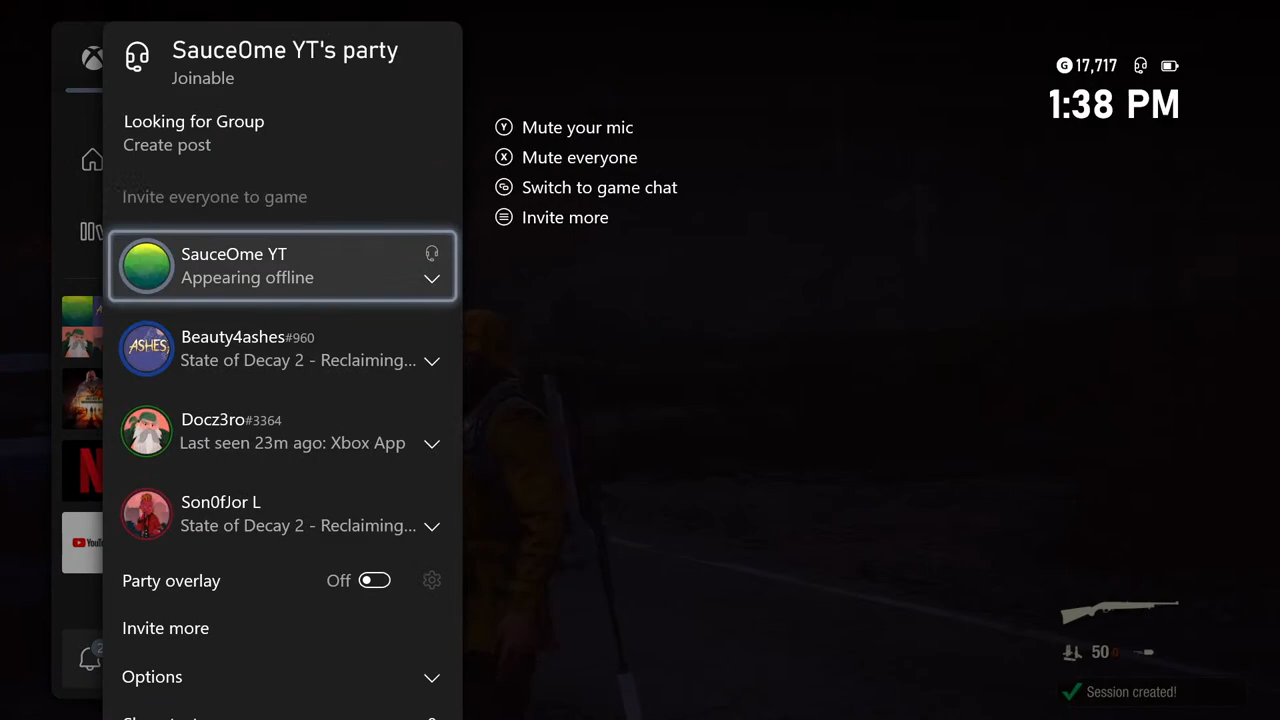 SauceOme YT's party
Joinable
Looking for Group
Create post
Invite everyone to game
SauceOme YT
Appearing offline
ASHES
Beauty4ashes#960
State of Decay 2 - Reclaiming...
Docz3ro#3364
Last seen 23m ago: Xbox App
Son0fJor L
State of Decay 2 - Reclaiming...
Party overlay
Off
Invite more
Options
Y Mute your mic
X Mute everyone
Switch to game chat
Invite more
G 17,717
1:38 PM
50
Session created!